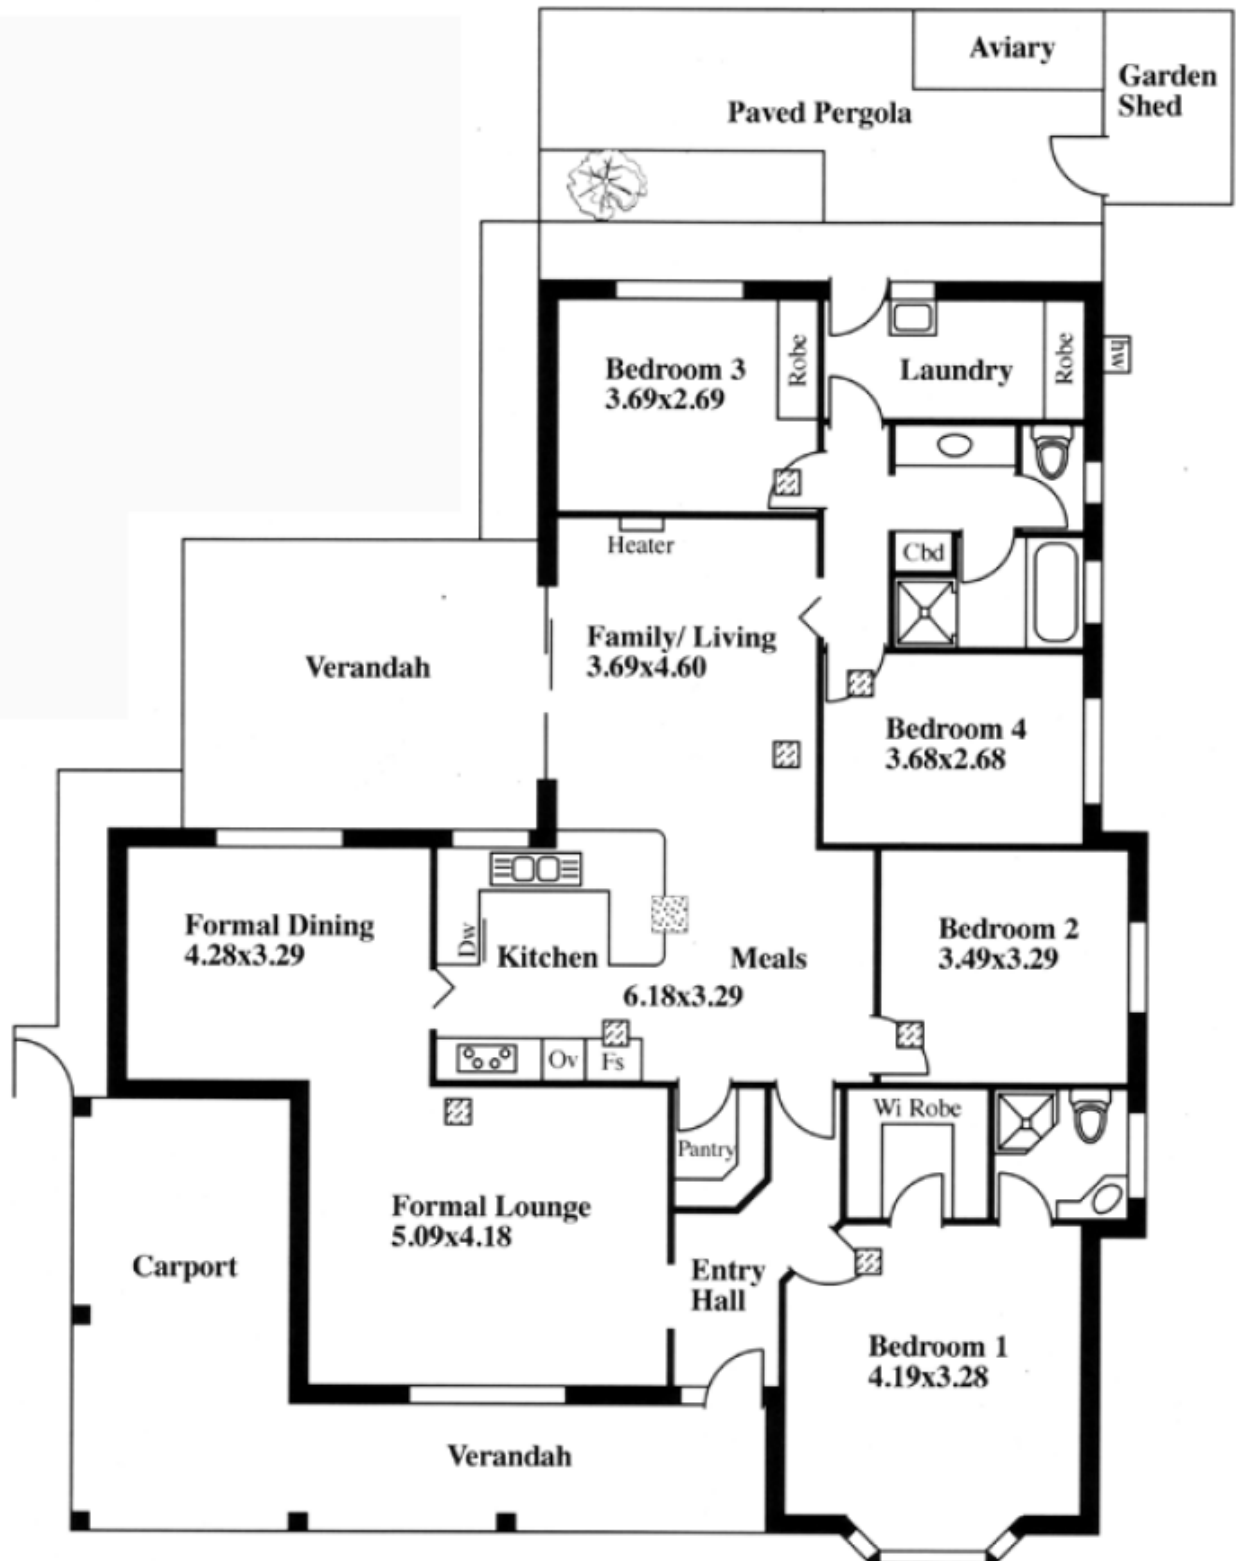 Aviary
Garden
Shed
Paved Pergola
Bedroom 3
3.69x2.69
Robe
Laundry
Robe
hw
Heater
Cbd
Family/ Living
3.69x4.60
Verandah
Bedroom 4
3.68x2.68
Formal Dining
4.28x3.29
Dw
Kitchen
Meals
6.18x3.29
Bedroom 2
3.49x3.29
Ov
Fs
Wi Robe
Pantry
Formal Lounge
5.09x4.18
Carport
Entry
Hall
Bedroom 1
4.19x3.28
Verandah